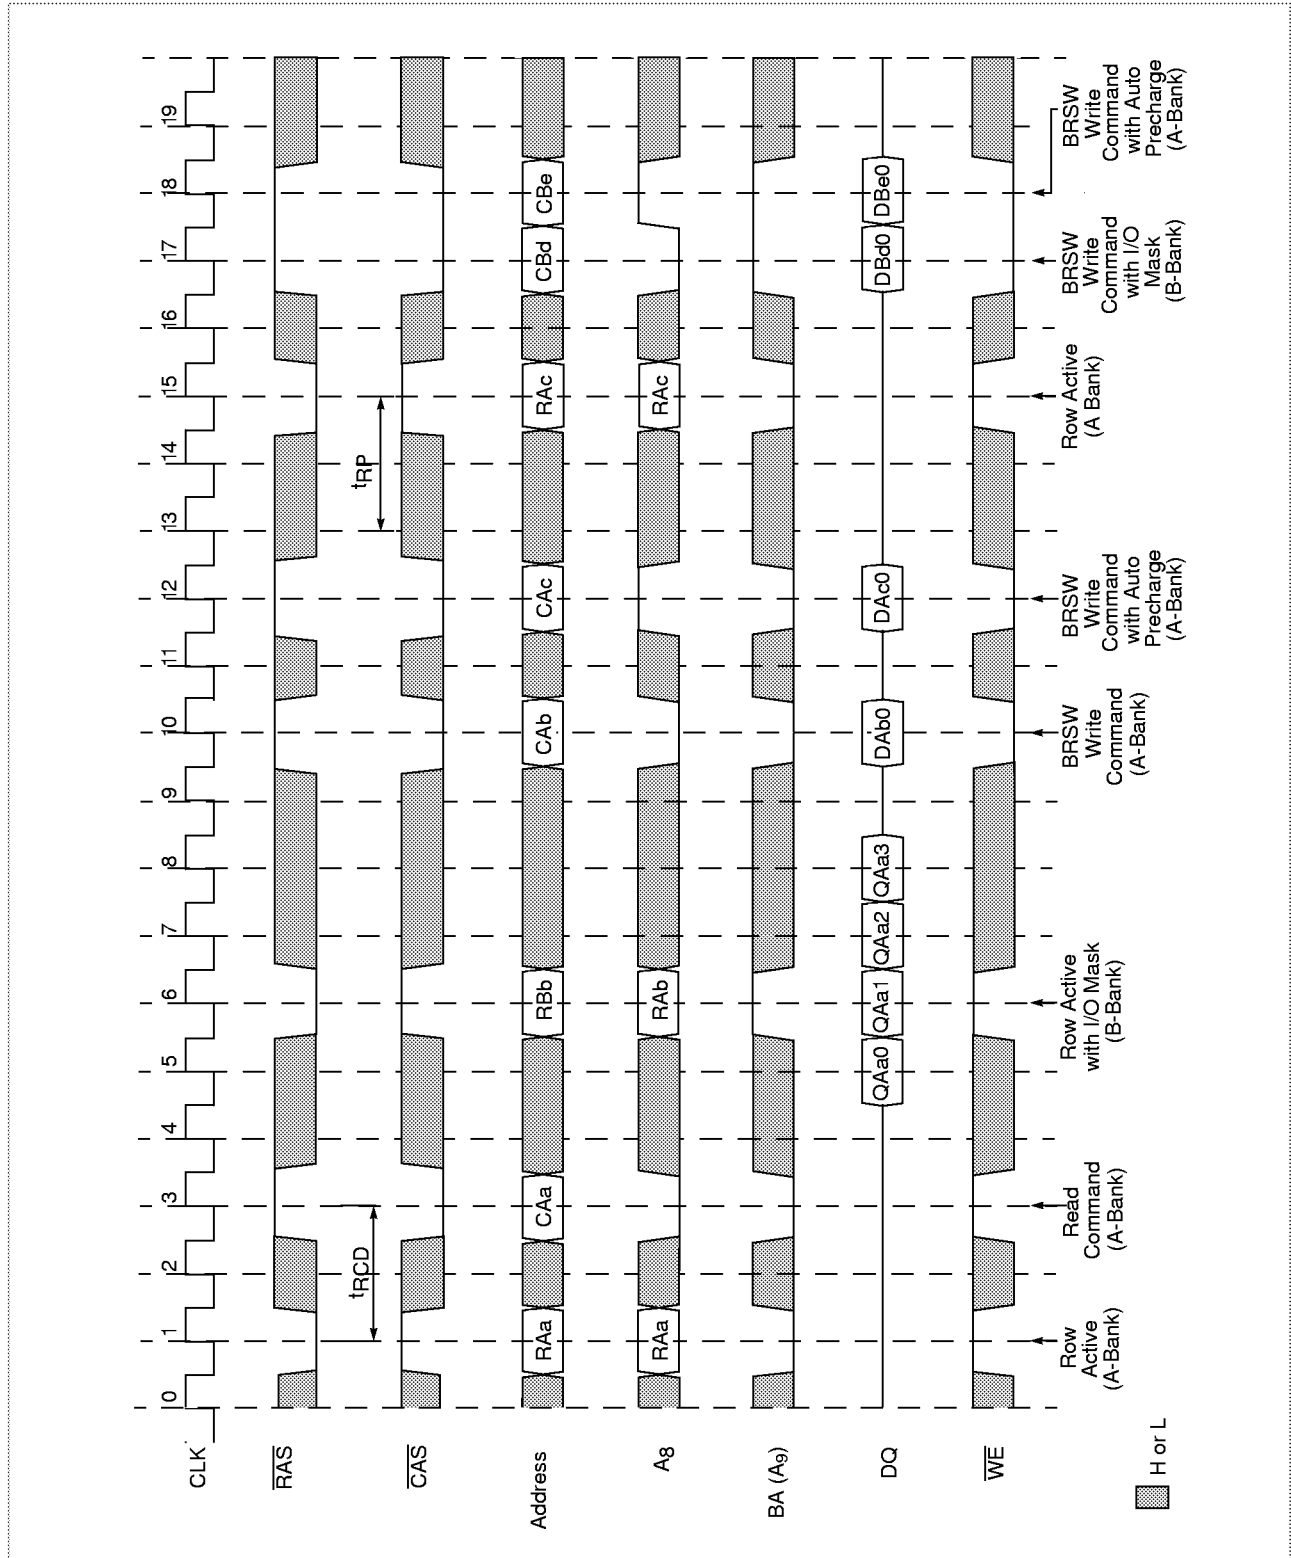 CLK
0 1 2 3 4 5 6 7 8 9 10 11 12 13 14 15 16 17 18 19
RAS
tRCD
tRP
CAS
Address
RAa CAa RBb CAb CAc RAc CBd CBe
A8
RAa RAb RAc
BA (A9)
DQ
QAa0 QAa1 QAa2 QAa3 DAb0 DAc0 DBd0 DBe0
WE
Row
Active
(A-Bank)
Read
Command
(A-Bank)
Row Active
with I/O Mask
(B-Bank)
BRSW
Write
Command
(A-Bank)
BRSW
Write
Command
with Auto
Precharge
(A-Bank)
Row Active
(A Bank)
BRSW
Write
Command
with I/O
Mask
(B-Bank)
BRSW
Write
Command
with Auto
Precharge
(A-Bank)
H or L